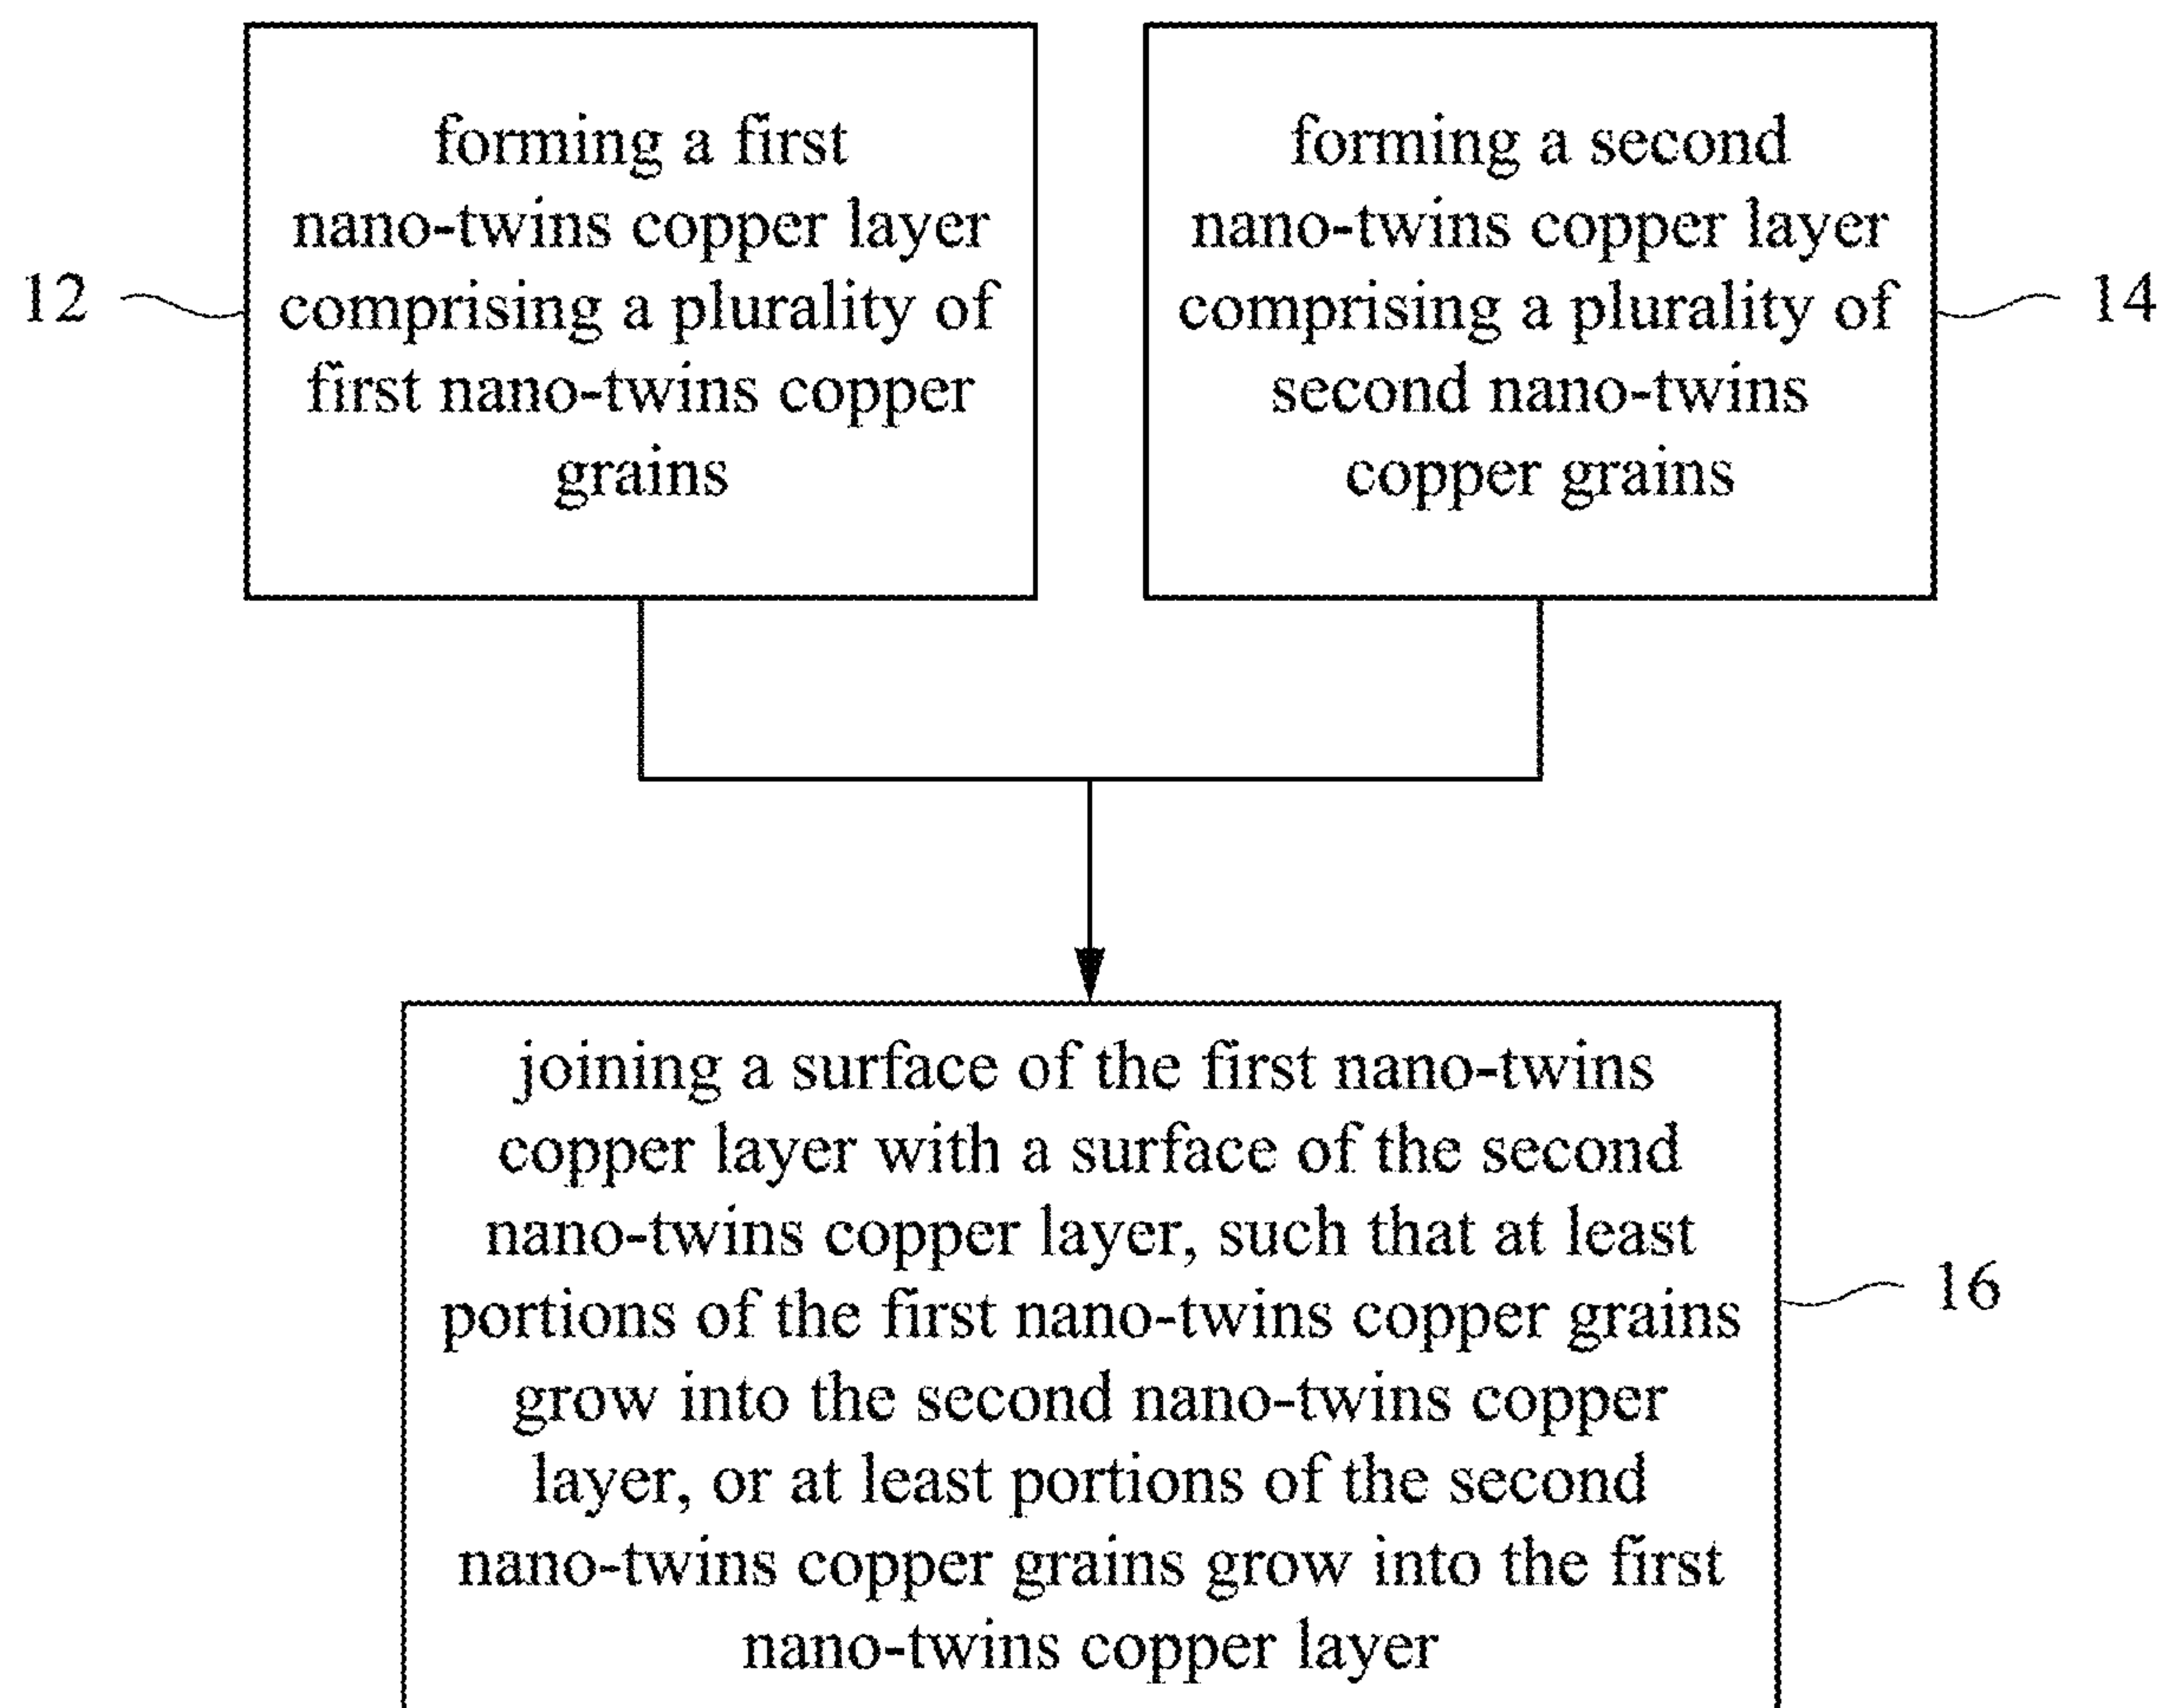 forming a first
nano-twins copper layer
comprising a plurality of
first nano-twins copper
grains
12
forming a second
nano-twins copper layer
comprising a plurality of
second nano-twins
copper grains
14
joining a surface of the first nano-twins
copper layer with a surface of the second
nano-twins copper layer, such that at least
portions of the first nano-twins copper grains
grow into the second nano-twins copper
layer, or at least portions of the second
nano-twins copper grains grow into the first
nano-twins copper layer
16